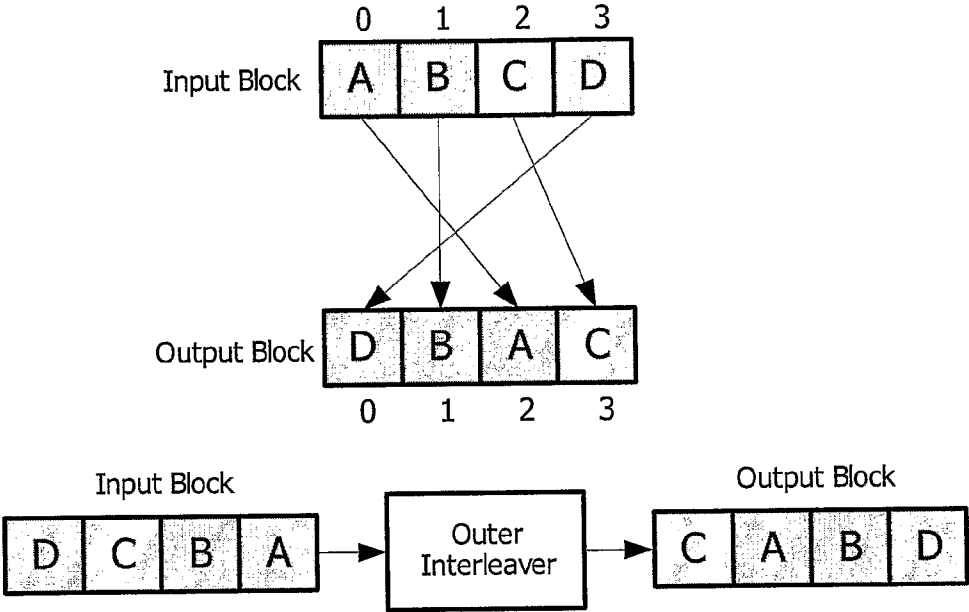 0 1 2 3
Input Block A B C D
Output Block D B A C
0 1 2 3
Input Block
Output Block
D C B A
Outer
Interleaver
C A B D